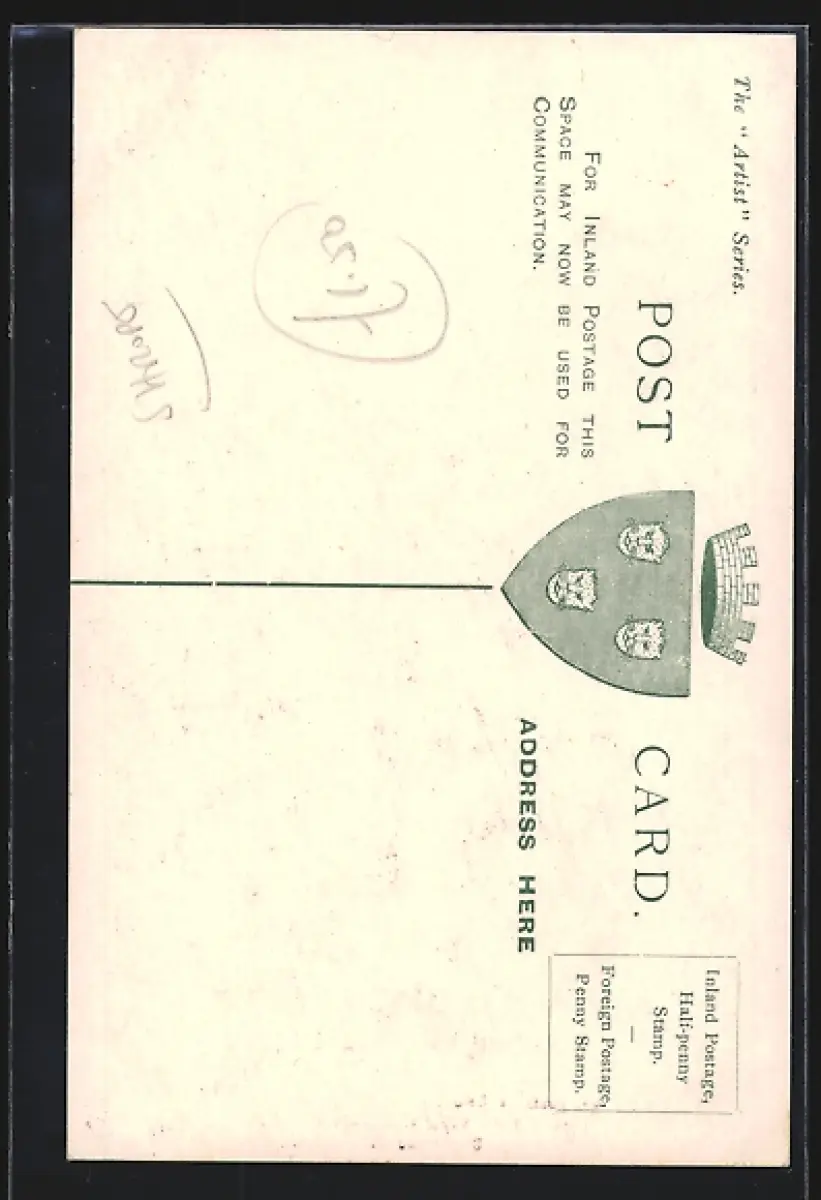 The "Artist" Series.
POST CARD.
FOR INLAND POSTAGE THIS
SPACE MAY NOW BE USED FOR
COMMUNICATION.
ADDRESS HERE
Inland Postage,
Half-penny
Stamp.
—
Foreign Postage,
Penny Stamp.